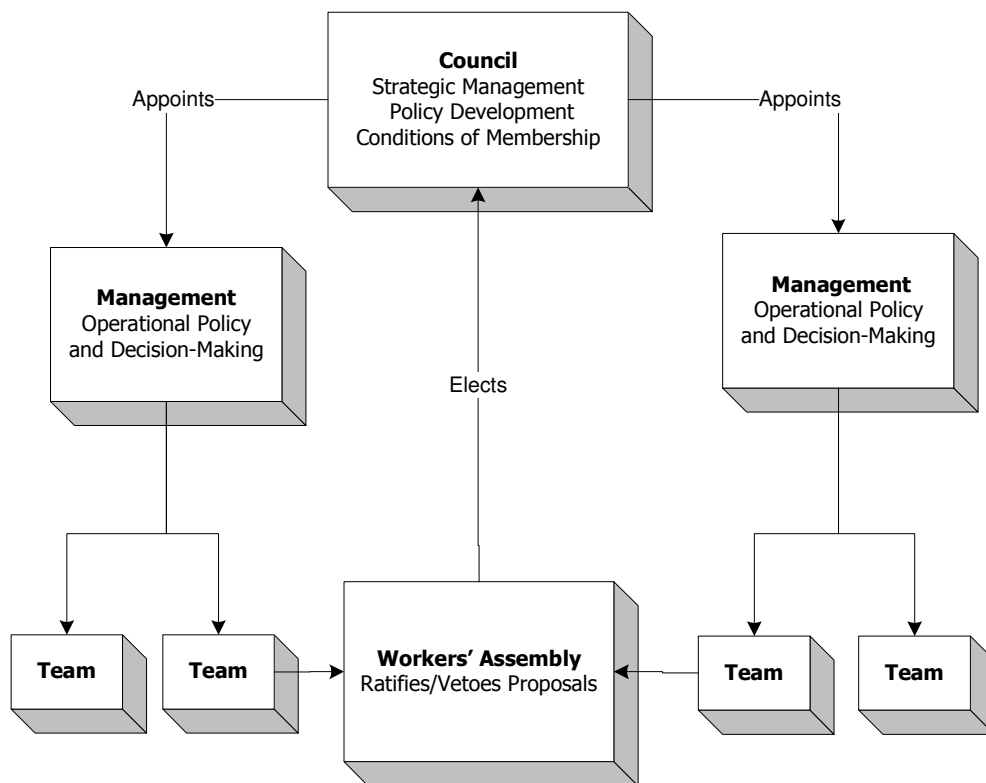 Council
Strategic Management
Policy Development
Conditions of Membership
Appoints
Appoints
Management
Operational Policy
and Decision-Making
Management
Operational Policy
and Decision-Making
Elects
Team
Team
Workers’ Assembly
Ratifies/Vetoes Proposals
Team
Team